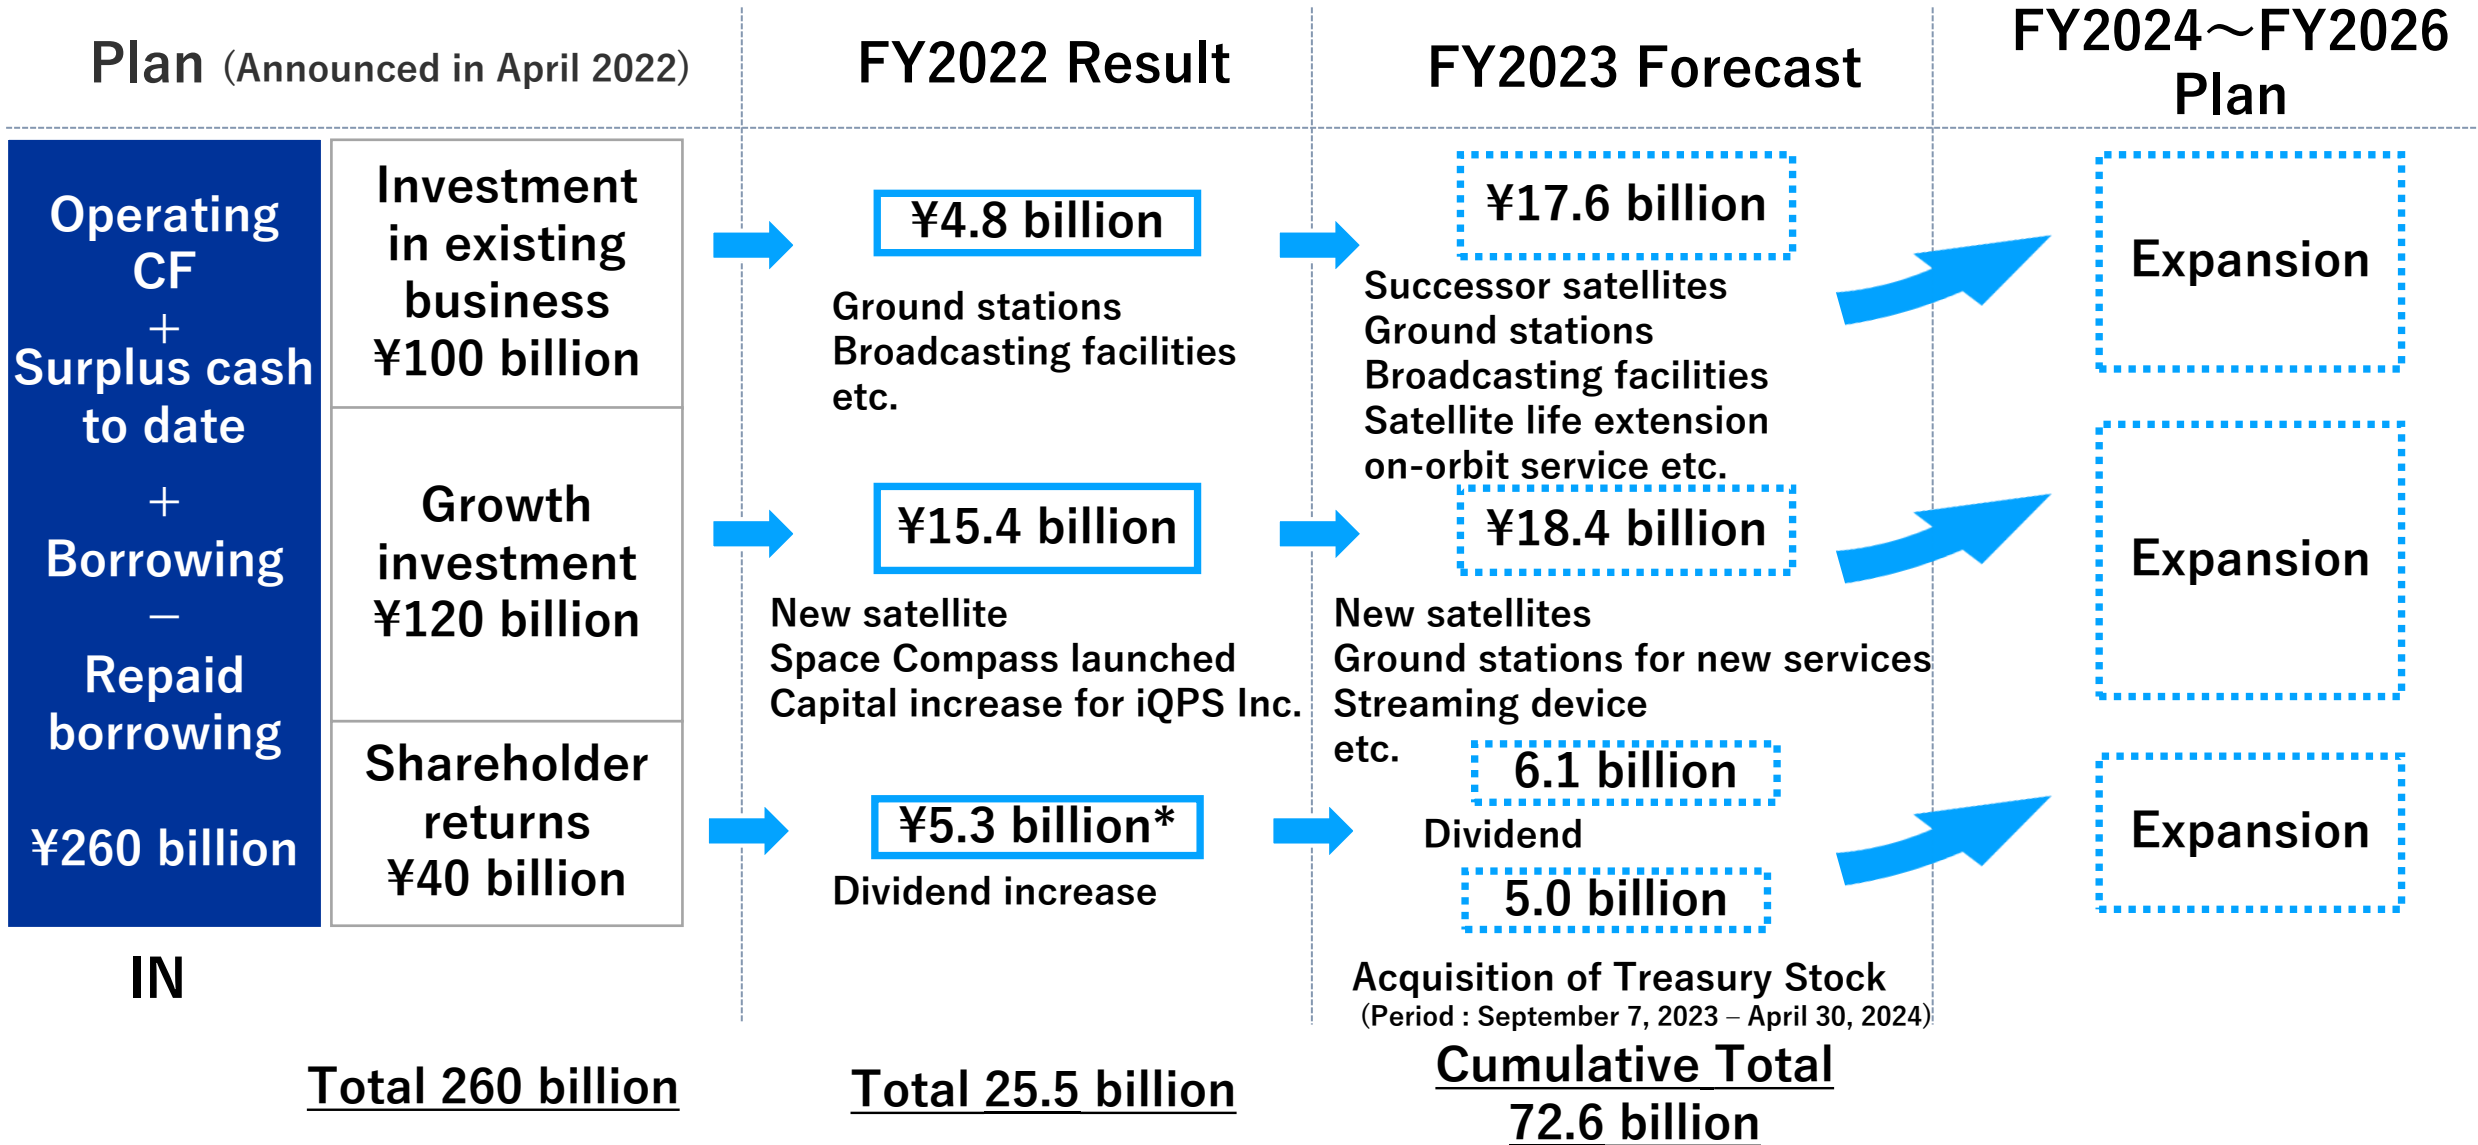 Plan (Announced in April 2022)
FY2022 Result
FY2023 Forecast
FY2024～FY2026
Plan
Operating
CF
+
Surplus cash
to date
+
Borrowing
−
Repaid
borrowing
¥260 billion
IN
Investment
in existing
business
¥100 billion
Growth
investment
¥120 billion
Shareholder
returns
¥40 billion
Total 260 billion
¥4.8 billion
Ground stations
Broadcasting facilities
etc.
¥15.4 billion
New satellite
Space Compass launched
Capital increase for iQPS Inc.
¥5.3 billion*
Dividend increase
Total 25.5 billion
¥17.6 billion
Successor satellites
Ground stations
Broadcasting facilities
Satellite life extension
on-orbit service etc.
¥18.4 billion
New satellites
Ground stations for new services
Streaming device
etc.
6.1 billion
Dividend
5.0 billion
Acquisition of Treasury Stock
(Period : September 7, 2023 – April 30, 2024)
Cumulative Total
72.6 billion
Expansion
Expansion
Expansion